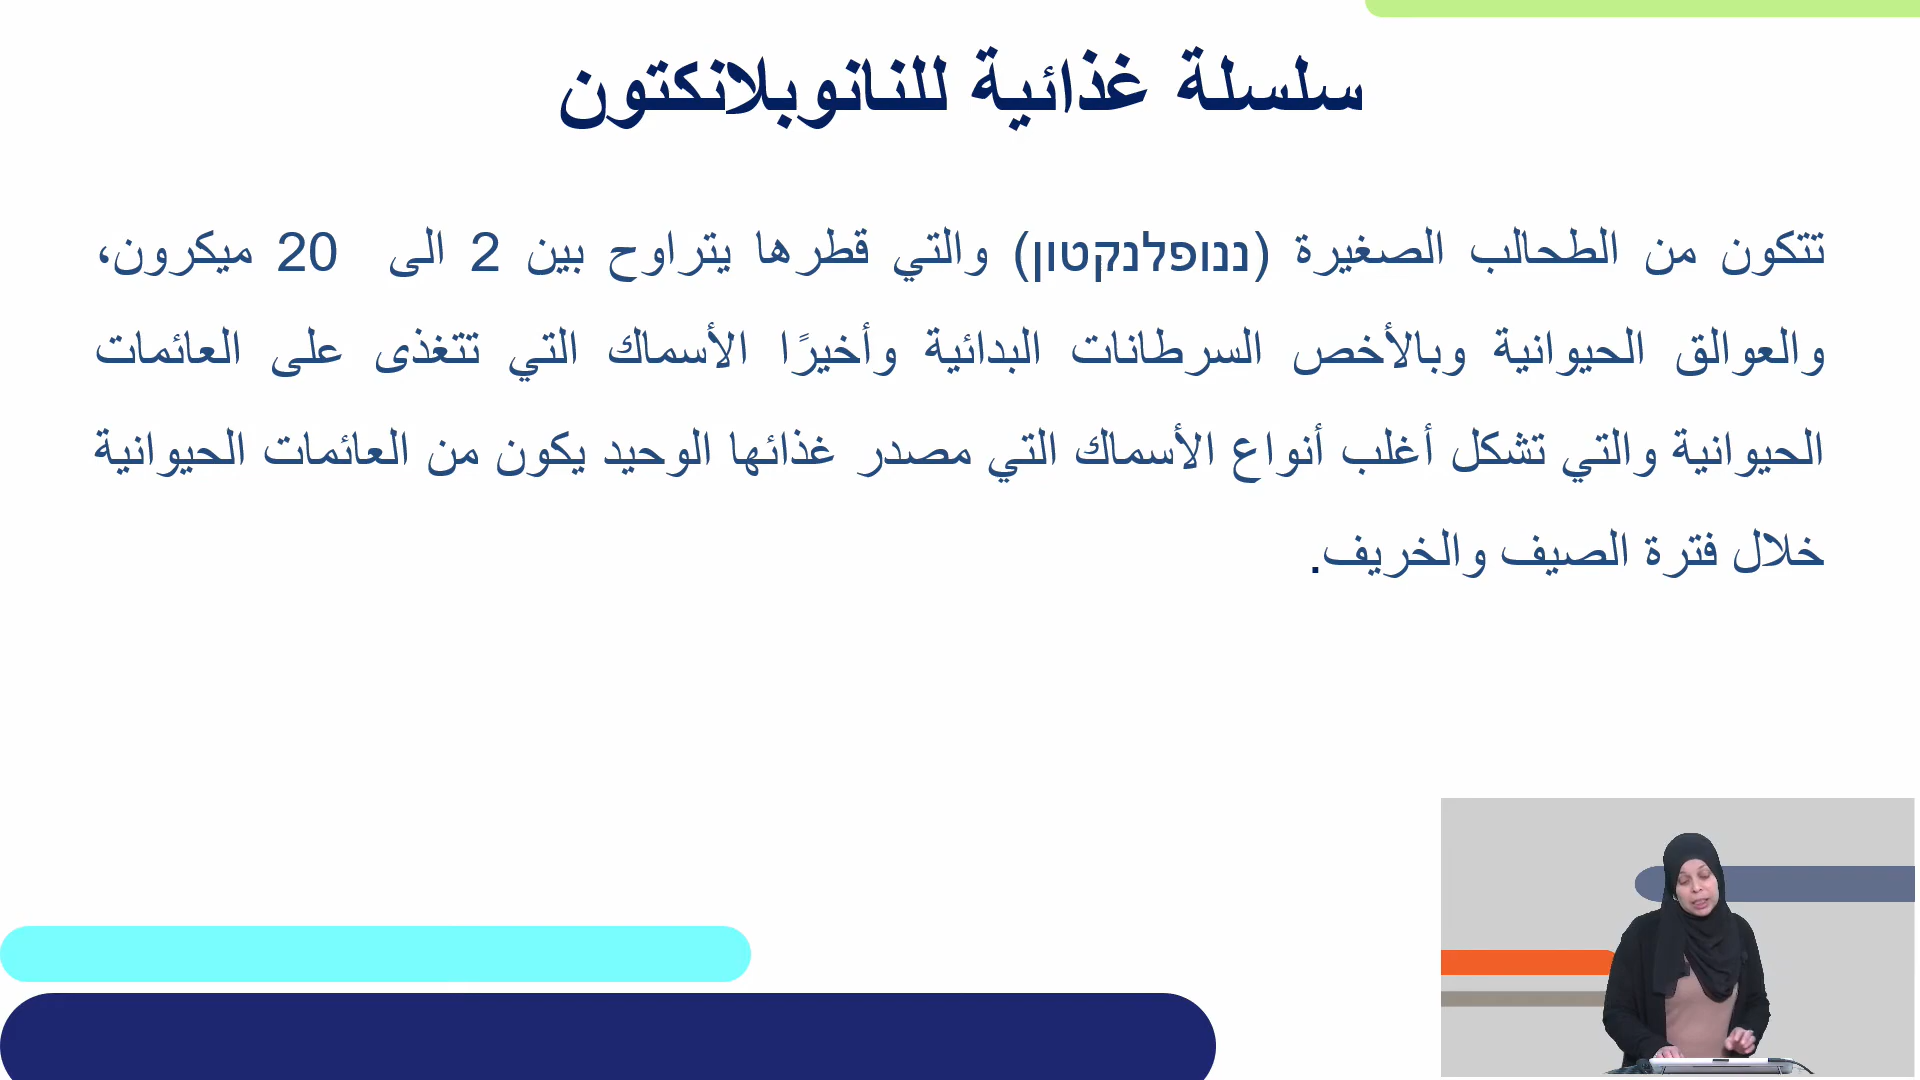 سلسلة غذائية للنانوبلانكتون
تتكون من الطحالب الصغيرة (ננופלנקטון) والتي قطرها يتراوح بين 2 الى 20 ميكرون،
والعوالق الحيوانية وبالأخص السرطانات البدائية وأخيرًا الأسماك التي تتغذى على العائمات
الحيوانية والتي تشكل أغلب أنواع الأسماك التي مصدر غذائها الوحيد يكون من العائمات الحيوانية
خلال فترة الصيف والخريف.